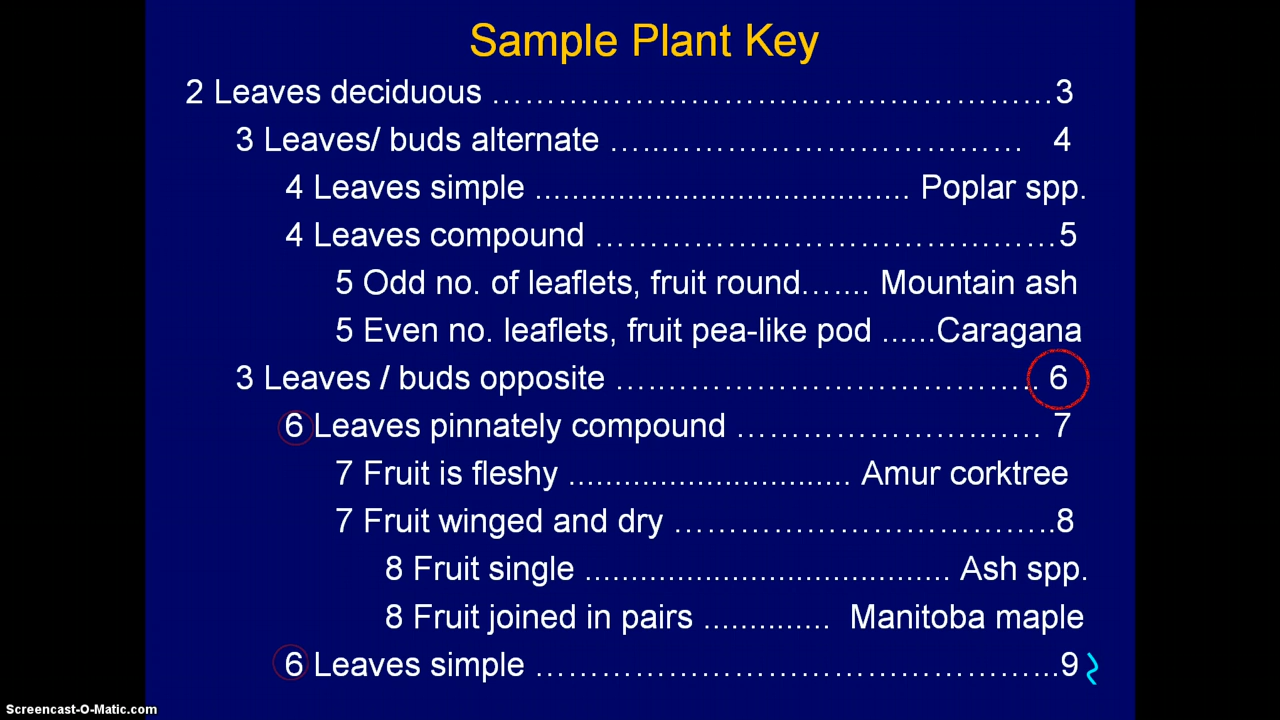 Sample Plant Key
2 Leaves deciduous ……………………………………………………3
3 Leaves/ buds alternate …...………………………………… 4
4 Leaves simple ......................................... Poplar spp.
4 Leaves compound ……………………………………………5
5 Odd no. of leaflets, fruit round.….... Mountain ash
5 Even no. leaflets, fruit pea-like pod ......Caragana
3 Leaves / buds opposite ….…………………………………….. 6
6 Leaves pinnately compound …………………………… 7
7 Fruit is fleshy ............................... Amur corktree
7 Fruit winged and dry …………………………………….8
8 Fruit single ........................................ Ash spp.
8 Fruit joined in pairs .............. Manitoba maple
6 Leaves simple ………………………………………………...9
Screencast-O-Matic.com